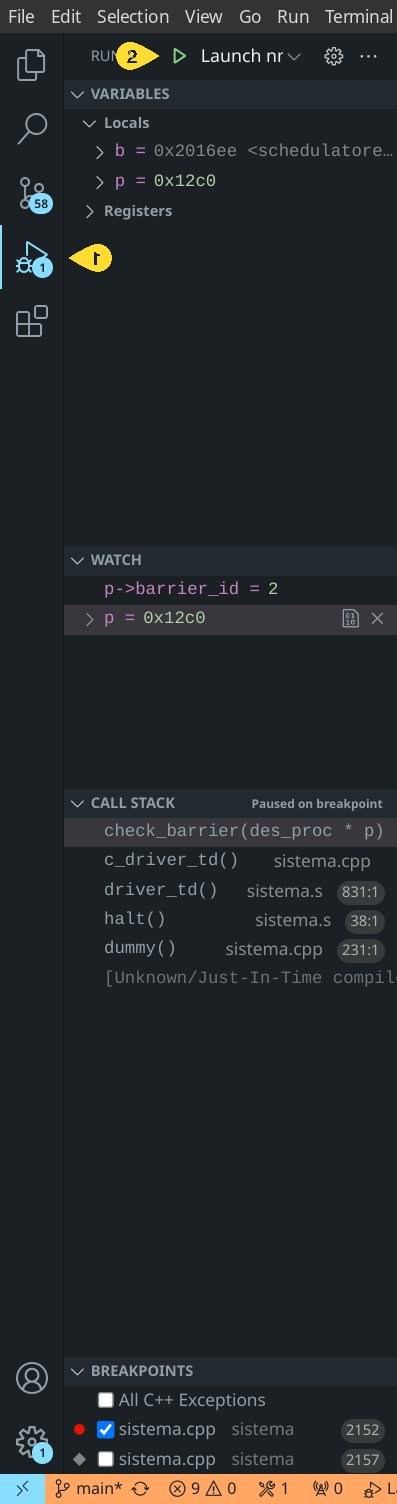 File Edit Selection View Go Run Terminal
RUN 2 Launch nr
VARIABLES
Locals
b = 0x2016ee <schedulatore…
58
p = 0x12c0
Registers
1
1
WATCH
p->barrier_id = 2
p = 0x12c0
CALL STACK Paused on breakpoint
check_barrier(des_proc * p)
c_driver_td() sistema.cpp
driver_td() sistema.s 831:1
halt() sistema.s 38:1
dummy() sistema.cpp 231:1
[Unknown/Just-In-Time compil
BREAKPOINTS
All C++ Exceptions
sistema.cpp sistema 2152
1
sistema.cpp sistema 2157
main* 9 0 1 0 La